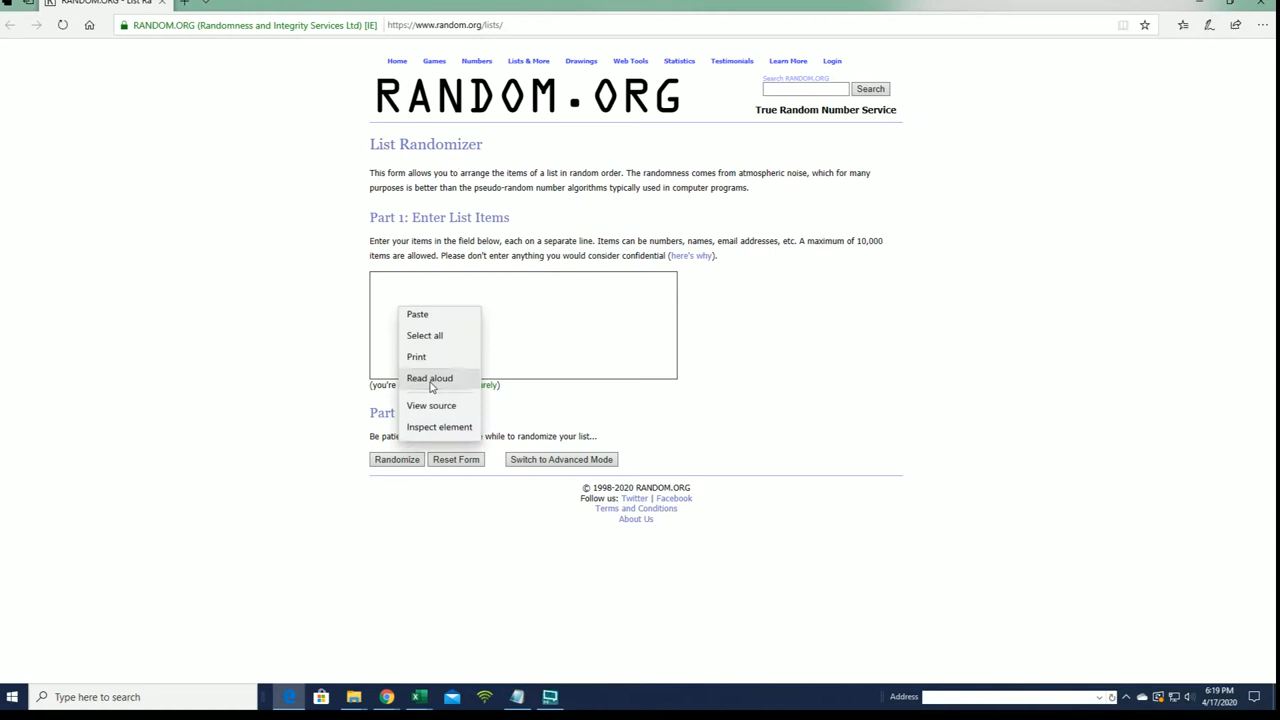 RANDOM.ORG - List Ra
RANDOM.ORG (Randomness and Integrity Services Ltd) [IE]
https://www.random.org/lists/
Home Games Numbers Lists & More Drawings Web Tools Statistics Testimonials Learn More Login
Search RANDOM.ORG
Search
RANDOM.ORG
True Random Number Service
List Randomizer
This form allows you to arrange the items of a list in random order. The randomness comes from atmospheric noise, which for many
purposes is better than the pseudo-random number algorithms typically used in computer programs.
Part 1: Enter List Items
Enter your items in the field below, each on a separate line. Items can be numbers, names, email addresses, etc. A maximum of 10,000
items are allowed. Please don't enter anything you would consider confidential (here's why).
Paste
Select all
Print
Read aloud
View source
Inspect element
(you're urely)
Part
Be patie while to randomize your list...
Randomize Reset Form Switch to Advanced Mode
© 1998-2020 RANDOM.ORG
Follow us: Twitter | Facebook
Terms and Conditions
About Us
Type here to search
Address
6:19 PM
4/17/2020